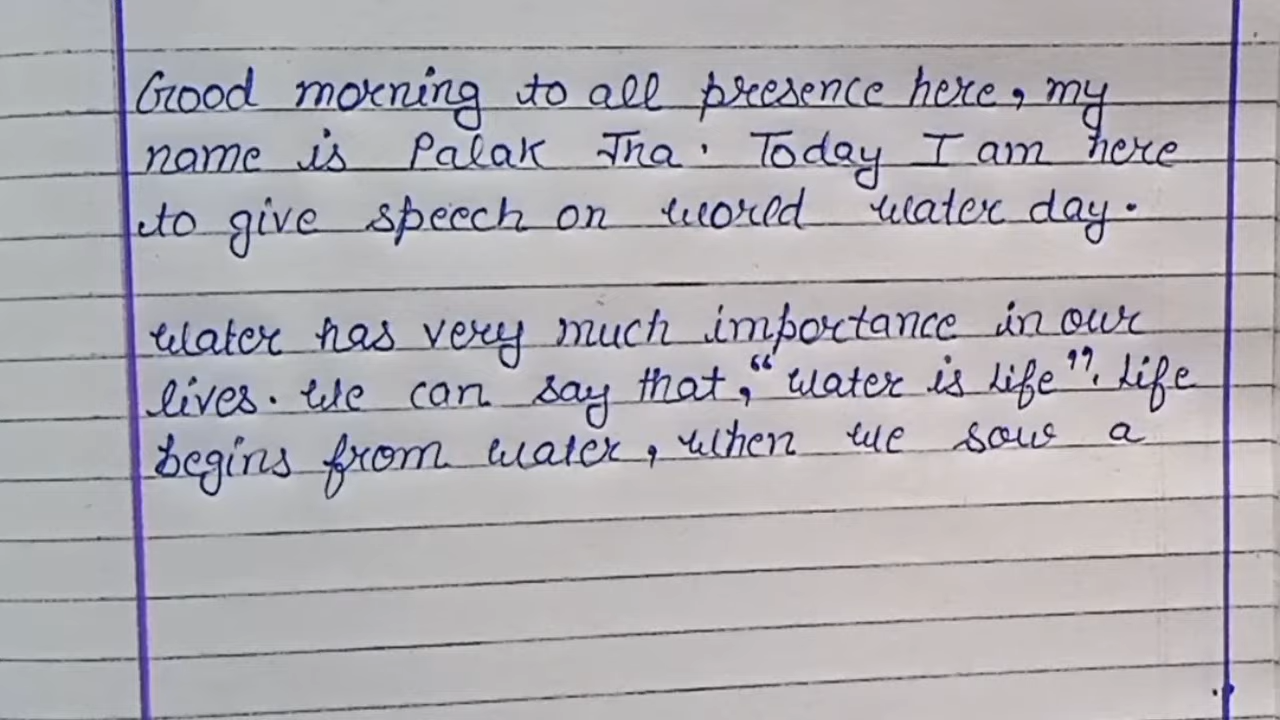 Good morning to all presence here, my
name is Palak Jha. Today I am here
to give speech on world water day.
Water has very much importance in our
lives. We can say that, "Water is Life". Life
begins from water, when we sow a